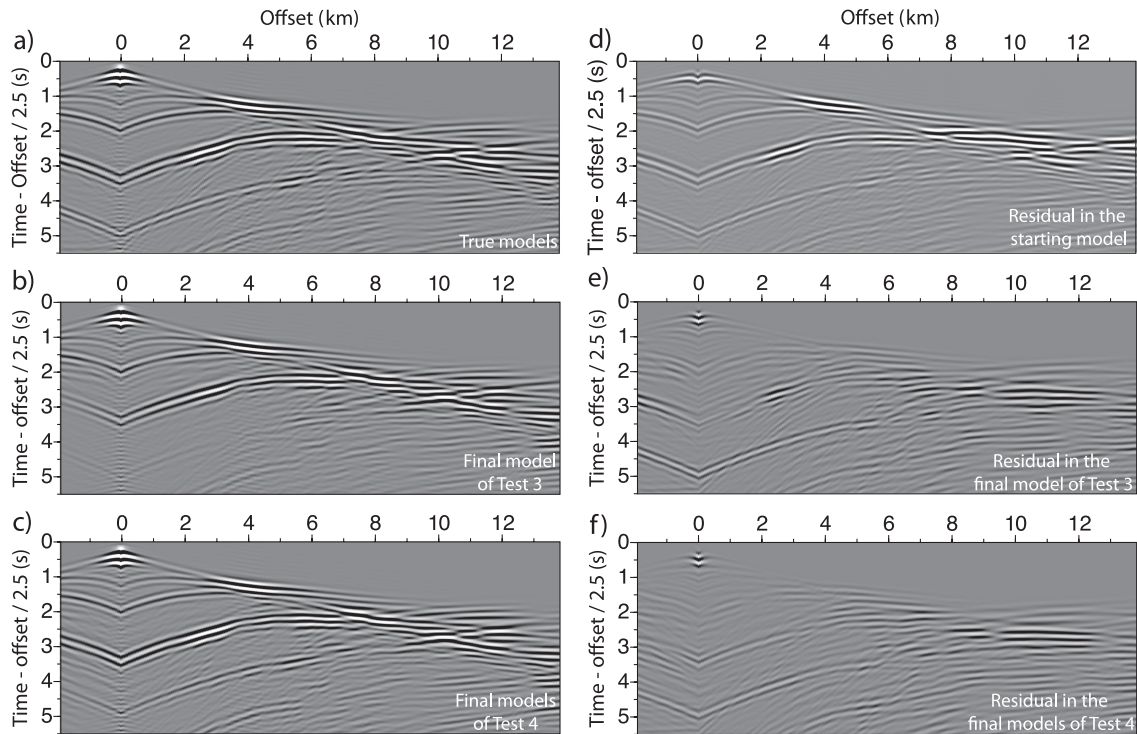 Offset (km)
a) 0 2 4 6 8 10 12
Time - Offset / 2.5 (s)
0
1
2
3
4
5
True models
b) 0 2 4 6 8 10 12
Time - offset / 2.5 (s)
0
1
2
3
4
5
Final model
of Test 3
c) 0 2 4 6 8 10 12
Time - offset / 2.5 (s)
0
1
2
3
4
5
Final models
of Test 4
Offset (km)
d) 0 2 4 6 8 10 12
Time - offset / 2.5 (s)
0
1
2
3
4
5
Residual in the
starting model
e) 0 2 4 6 8 10 12
Time - offset / 2.5 (s)
0
1
2
3
4
5
Residual in the
final model of Test 3
f) 0 2 4 6 8 10 12
Time - offset / 2.5 (s)
0
1
2
3
4
5
Residual in the
final models of Test 4